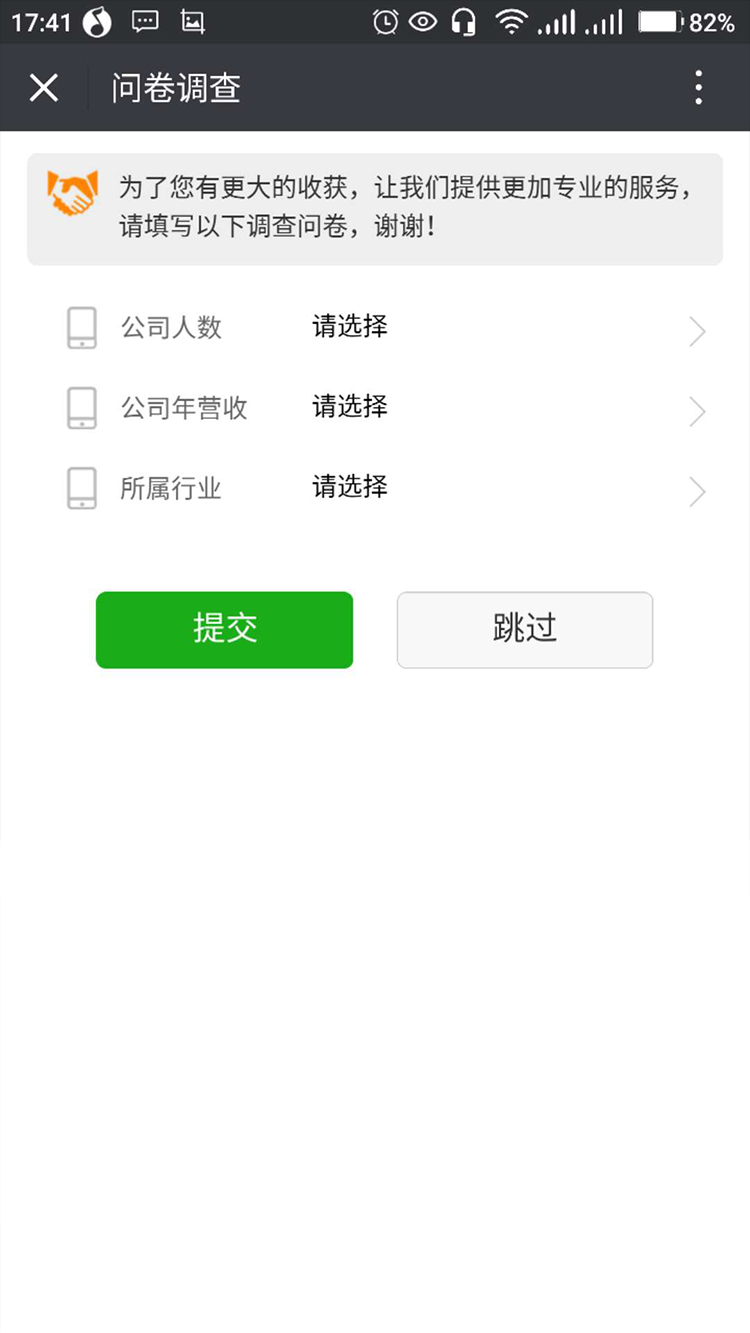 17:41 82%
问卷调查
为了您有更大的收获，让我们提供更加专业的服务，
请填写以下调查问卷，谢谢！
公司人数 请选择
公司年营收 请选择
所属行业 请选择
提交 跳过